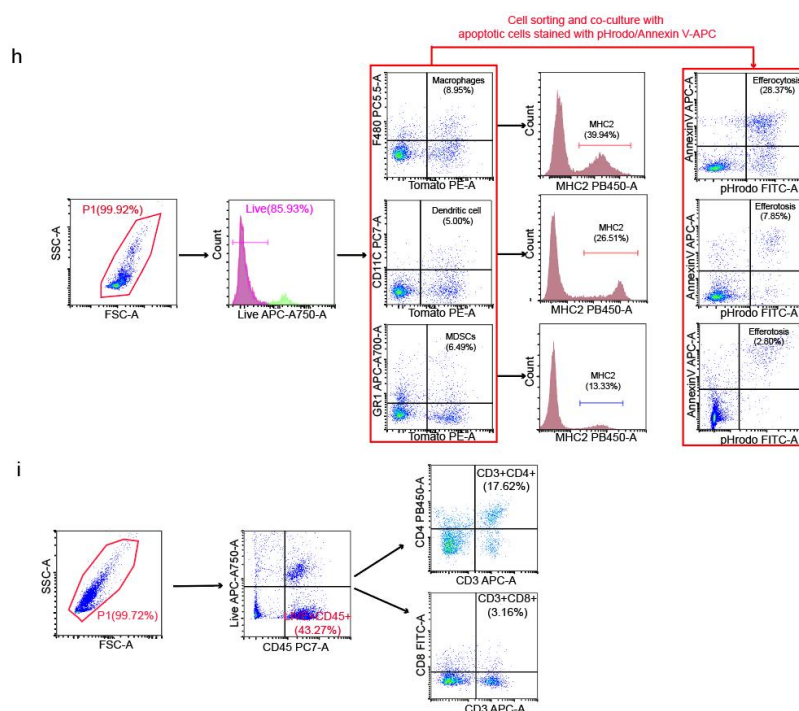 Cell sorting and co-culture with
apoptotic cells stained with pHrodo/Annexin V-APC
h
P1(99.92%)
SSC-A
FSC-A
Live(85.93%)
Count
Live APC-A750-A
Macrophages
(8.95%)
F480 PC5.5-A
Tomato PE-A
MHC2
(39.94%)
Count
MHC2 PB450-A
Efferocytosis
(28.37%)
AnnexinV APC-A
pHrodo FITC-A
Dendritic cell
(5.00%)
CD11C PC7-A
Tomato PE-A
MHC2
(26.51%)
Count
MHC2 PB450-A
Efferotosis
(7.85%)
AnnexinV APC-A
pHrodo FITC-A
MDSCs
(6.49%)
GR1 APC-A700-A
Tomato PE-A
MHC2
(13.33%)
Count
MHC2 PB450-A
Efferotosis
(2.80%)
AnnexinV APC-A
pHrodo FITC-A
i
P1(99.72%)
SSC-A
FSC-A
Live APC-A750-A
CD45+
(43.27%)
CD45 PC7-A
CD3+CD4+
(17.62%)
CD4 PB450-A
CD3 APC-A
CD3+CD8+
(3.16%)
CD8 FITC-A
CD3 APC-A